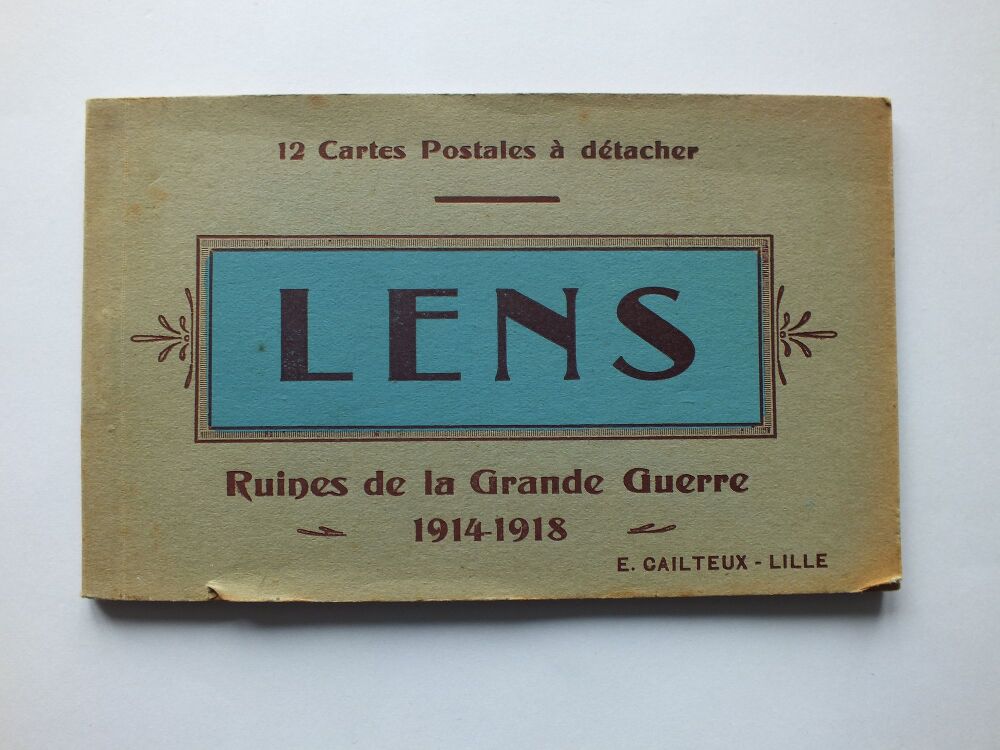 12 Cartes Postales à détacher
LENS
Ruines de la Grande Guerre
1914-1918
E. CAILTEUX - LILLE